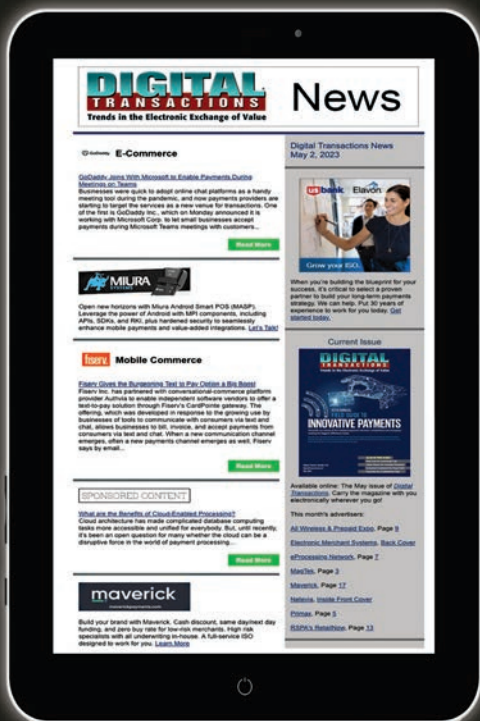 DIGITAL
TRANSACTIONS
Trends in the Electronic Exchange of Value
News
GoDaddy E-Commerce
GoDaddy Joins With Microsoft to Enable Payments During
Meetings on Teams
Businesses were quick to adopt online chat platforms as a handy
meeting tool during the pandemic, and now payments providers are
starting to target the services as a new venue for transactions. One
of the first is GoDaddy Inc., which on Monday announced it is
working with Microsoft Corp. to let small businesses accept
payments during Microsoft Teams meetings with customers...
Read More
MIURA
SYSTEMS
Open new horizons with Miura Android Smart POS (MASP).
Leverage the power of Android with MPI components, including
APIs, SDKs, and RKI, plus hardened security to seamlessly
enhance mobile payments and value-added integrations. Let's Talk!
fiserv. Mobile Commerce
Fiserv Gives the Burgeoning Text to Pay Option a Big Boost
Fiserv Inc. has partnered with conversational-commerce platform
provider Authvia to enable independent software vendors to offer a
text-to-pay solution through Fiserv's CardPointe gateway. The
offering, which was developed in response to the growing use by
businesses of tools to communicate with consumers via text and
chat, allows businesses to bill, invoice, and accept payments from
consumers via text and chat. When a new communication channel
emerges, often a new payments channel emerges as well, Fiserv
says by email...
Read More
SPONSORED CONTENT
What are the Benefits of Cloud-Enabled Processing?
Cloud architecture has made complicated database computing
tasks more accessible and unified for everybody. But, until recently,
it's been an open question for many whether the cloud can be a
disruptive force in the world of payment processing...
Read More
maverick
maverickpayments.com
Build your brand with Maverick. Cash discount, same day/next day
funding, and zero buy rate for low-risk merchants. High risk
specialists with all underwriting in-house. A full-service ISO
designed to work for you. Learn More
Digital Transactions News
May 2, 2023
us bank Elavon
Grow your ISO.
When you're building the blueprint for your
success, it's critical to select a proven
partner to build your long-term payments
strategy. We can help. Put 30 years of
experience to work for you today. Get
started today.
Current Issue
DIGITAL
TRANSACTIONS
Trends in the Electronic Exchange of Value
FIELD GUIDE TO
INNOVATIVE PAYMENTS
Available online: The May issue of Digital
Transactions. Carry the magazine with you
electronically wherever you go!
This month's advertisers:
All Wireless & Prepaid Expo, Page 9
Electronic Merchant Systems, Back Cover
eProcessing Network, Page 7
MagTek, Page 3
Maverick, Page 17
Netevia, Inside Front Cover
Primax, Page 5
RSPA's RetailNow, Page 13